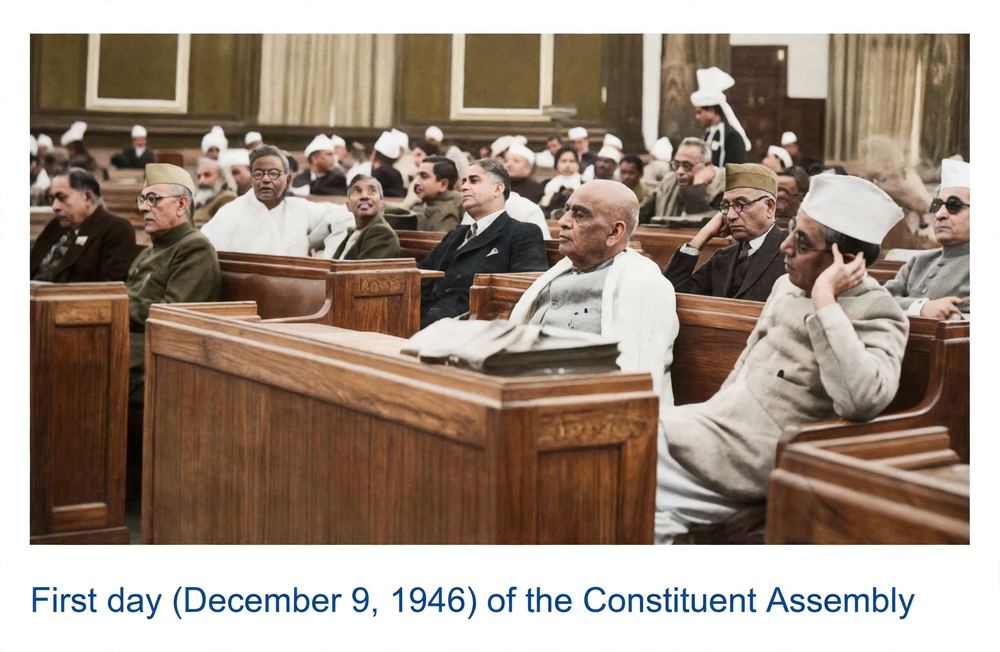 First day (December 9, 1946) of the Constituent Assembly